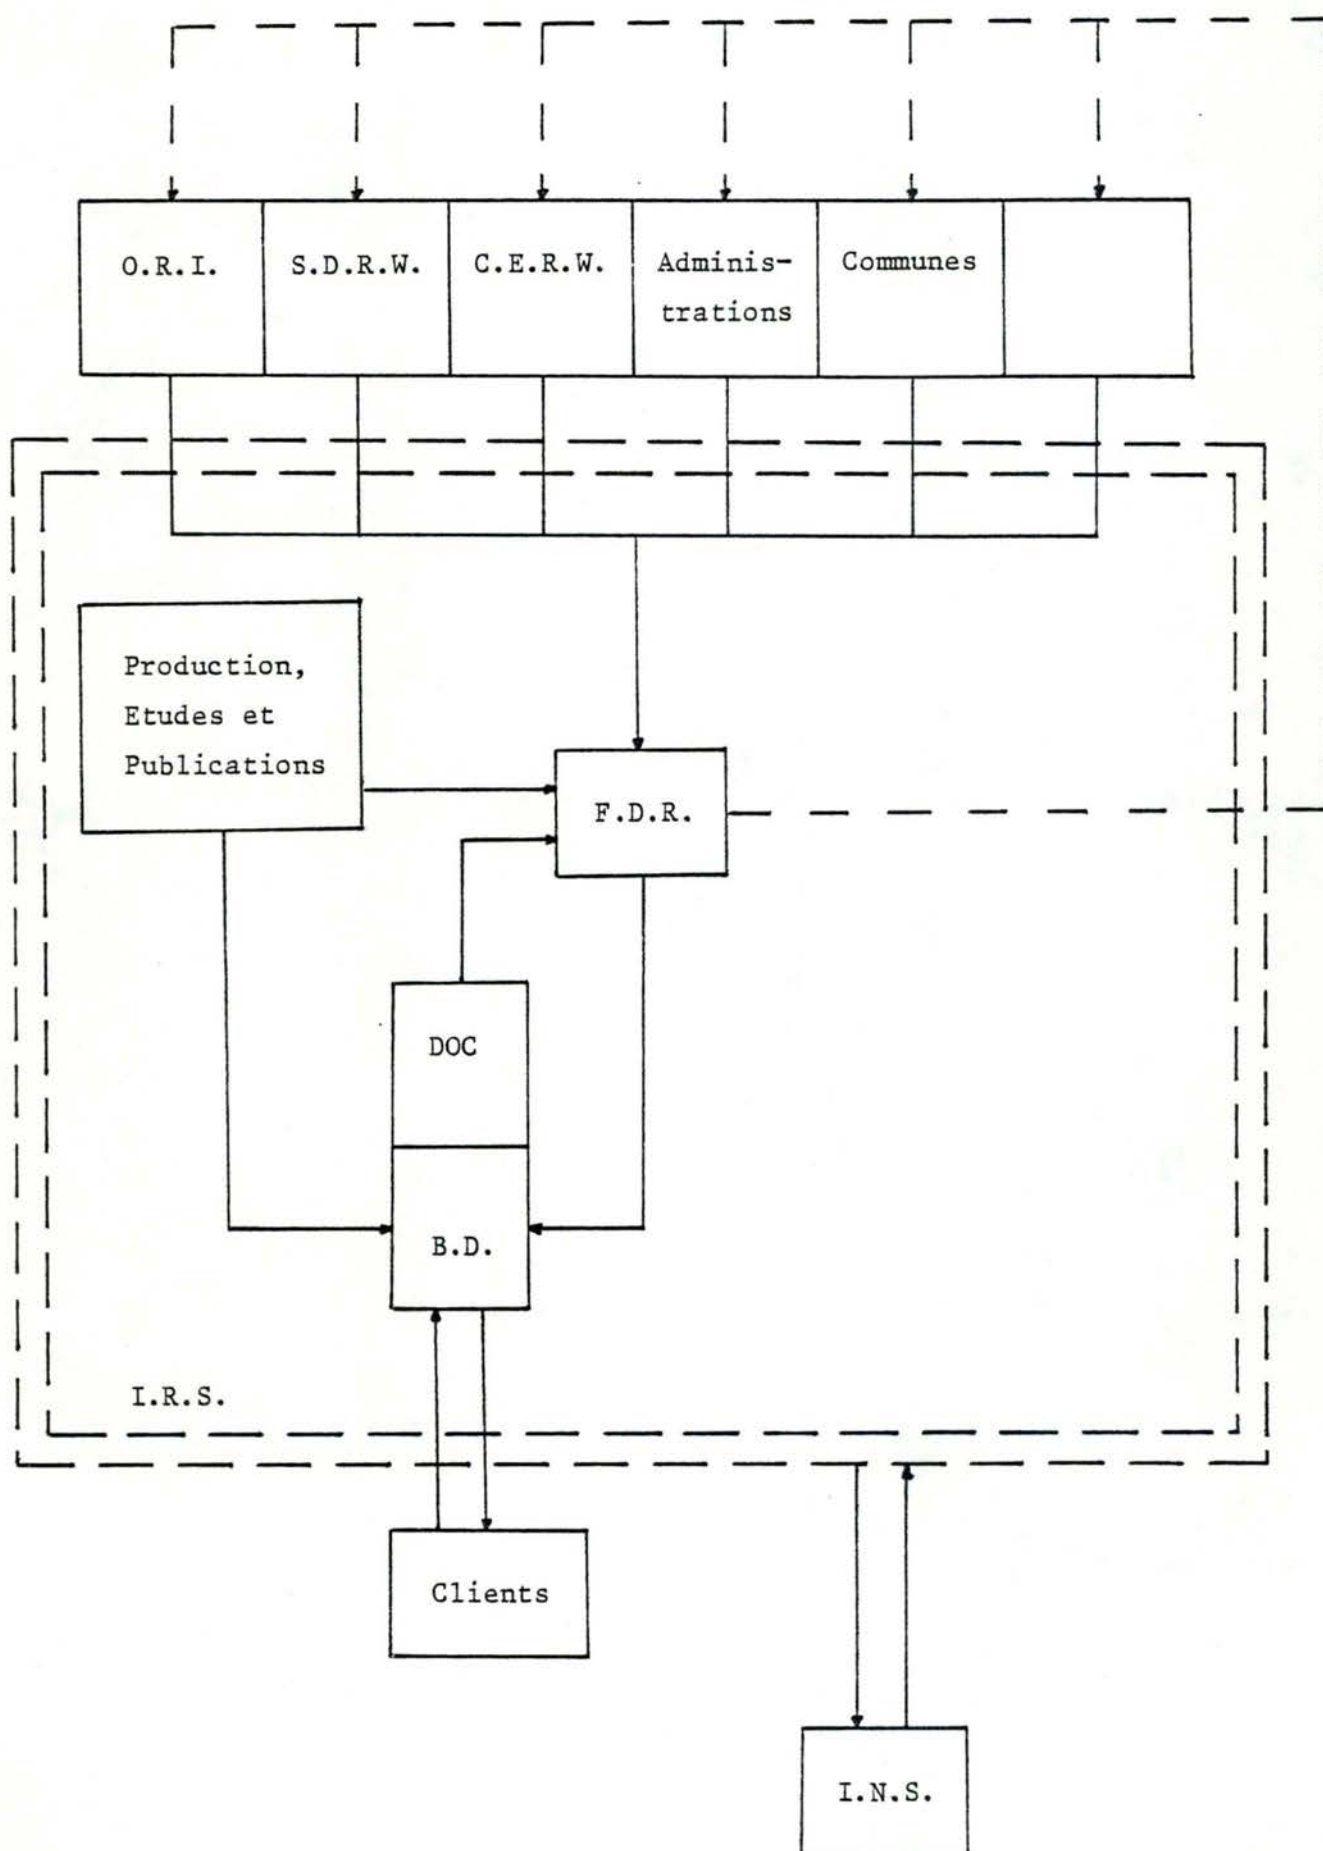 O.R.I.
S.D.R.W.
C.E.R.W.
Adminis-
trations
Communes
Production,
Etudes et
Publications
F.D.R.
DOC
B.D.
I.R.S.
Clients
I.N.S.